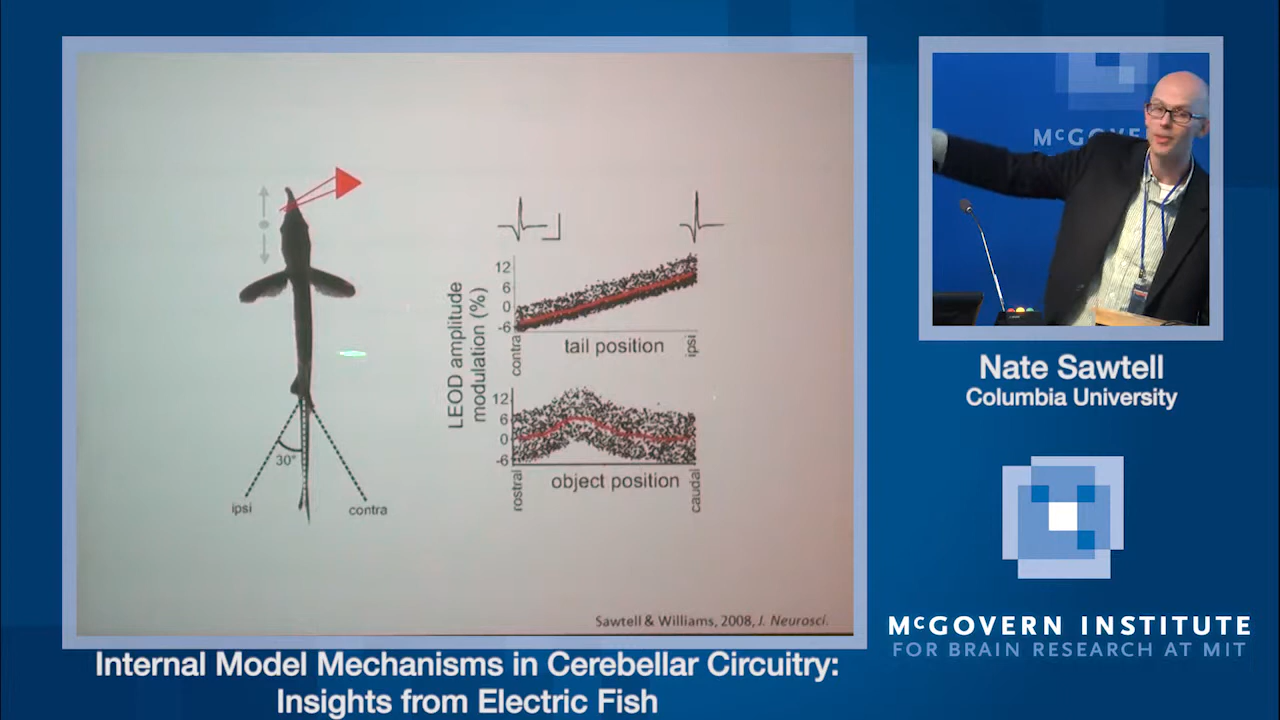 30°
ipsi
contra
LEOD amplitude
modulation (%)
12
6
0
-6
contra
tail position
ipsi
12
6
0
-6
rostral
object position
caudal
Sawtell & Williams, 2008, J. Neurosci.
Internal Model Mechanisms in Cerebellar Circuitry:
Insights from Electric Fish
McGOVE
Nate Sawtell
Columbia University
McGOVERN INSTITUTE
FOR BRAIN RESEARCH AT MIT